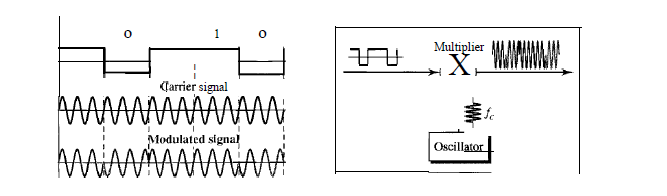 0 1 0
Carrier signal
Modulated signal
Multiplier
X
fc
Oscillator